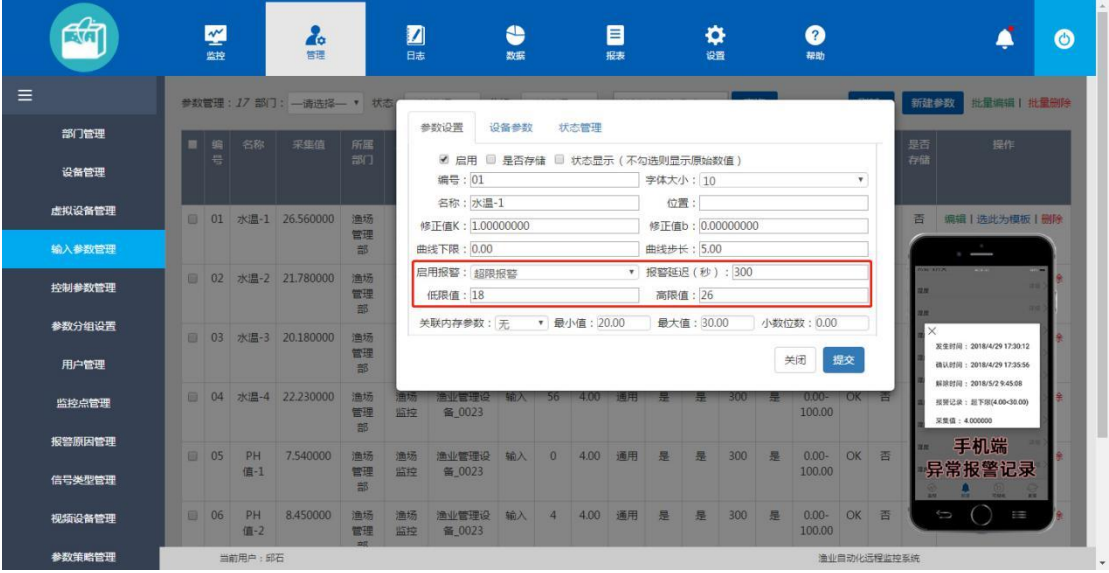 监控 管理 日志 数据 报表 设置 帮助
参数管理：17 部门： —请选择— 状态 新建参数 批量编辑 | 批量删除
部门管理
设备管理
虚拟设备管理
输入参数管理
控制参数管理
参数分组设置
用户管理
监控点管理
报警原因管理
信号类型管理
视频设备管理
参数策略管理
编号 名称 采集值 所属部门 是否存储 操作
01 水温-1 26.560000 渔场管理部 否 编辑 | 选此为模板 | 删除
02 水温-2 21.780000 渔场管理部
03 水温-3 20.180000 渔场管理部
04 水温-4 22.230000 渔场管理部 渔场监控 渔业管理设备_0023 输入 56 4.00 通用 是 是 300 是 0.00-100.00 OK 否
05 PH值-1 7.540000 渔场管理部 渔场监控 渔业管理设备_0023 输入 0 4.00 通用 是 是 300 是 0.00-100.00 OK 否
06 PH值-2 8.450000 渔场管理部 渔场监控 渔业管理设备_0023 输入 4 4.00 通用 是 是 300 是 0.00-100.00 OK 否
参数设置 设备参数 状态管理
启用 是否存储 状态显示（不勾选则显示原始数值）
编号：01 字体大小：10
名称：水温-1 位置：
修正值K：1.00000000 修正值b：0.00000000
曲线下限：0.00 曲线步长：5.00
启用报警：超限报警 报警延迟（秒）：300
低限值：18 高限值：26
关联内存参数：无 最小值：20.00 最大值：30.00 小数位数：0.00
关闭 提交
发生时间：2018/4/29 17:30:12
确认时间：2018/4/29 17:35:56
解除时间：2018/5/2 9:45:08
报警记录：超下限(4.00<30.00)
采集值：4.000000
手机端
异常报警记录
当前用户：邱石 渔业自动化远程监控系统